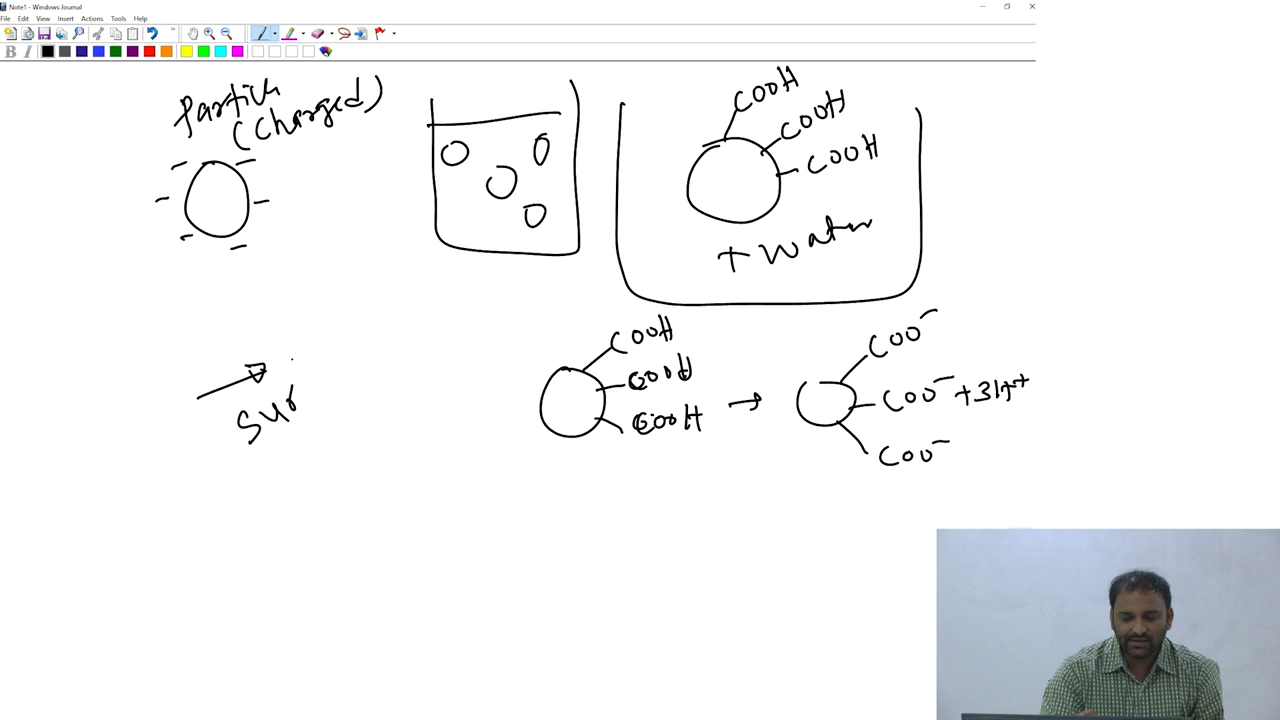 Note1 - Windows Journal
File Edit View Insert Actions Tools Help
B I
(Charged)
COOH
COOH
COOH
+ Water
COOH
COOH
COOH
→
COO⁻
COO⁻ + 3H⁺
COO⁻
Sur